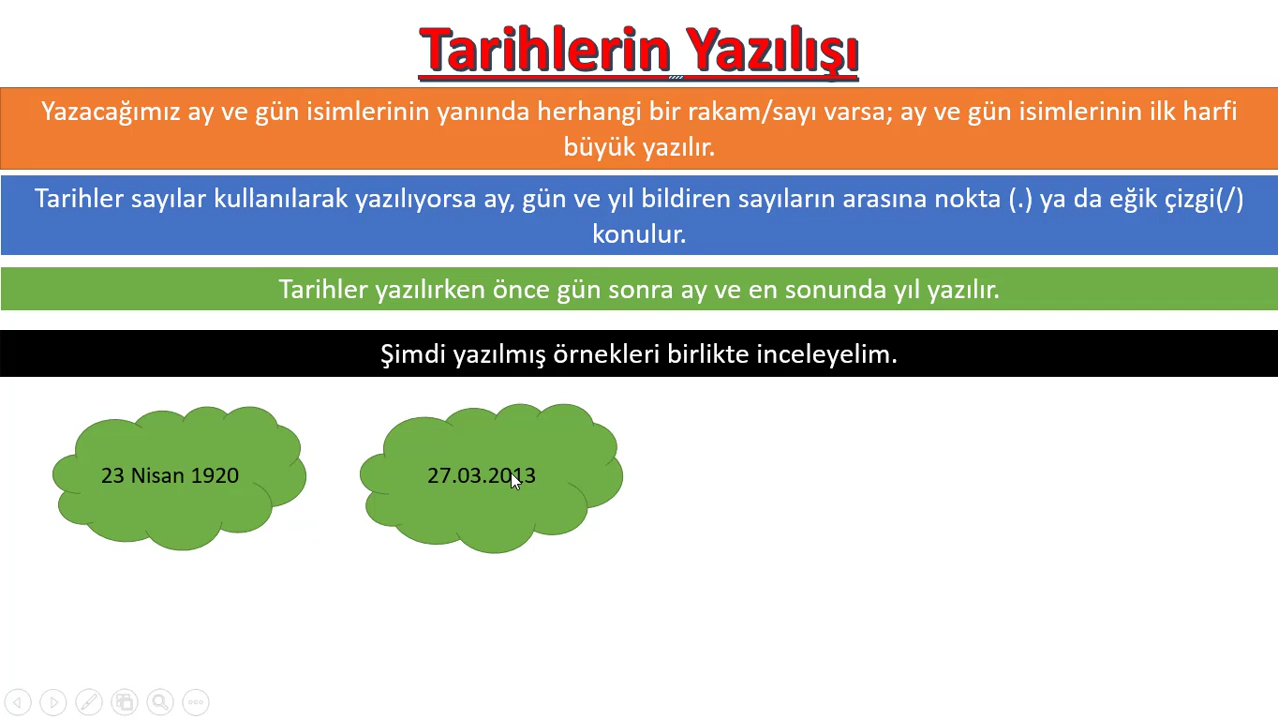 Tarihlerin Yazılışı
Yazacağımız ay ve gün isimlerinin yanında herhangi bir rakam/sayı varsa; ay ve gün isimlerinin ilk harfi
büyük yazılır.
Tarihler sayılar kullanılarak yazılıyorsa ay, gün ve yıl bildiren sayıların arasına nokta (.) ya da eğik çizgi(/)
konulur.
Tarihler yazılırken önce gün sonra ay ve en sonunda yıl yazılır.
Şimdi yazılmış örnekleri birlikte inceleyelim.
23 Nisan 1920
27.03.2013